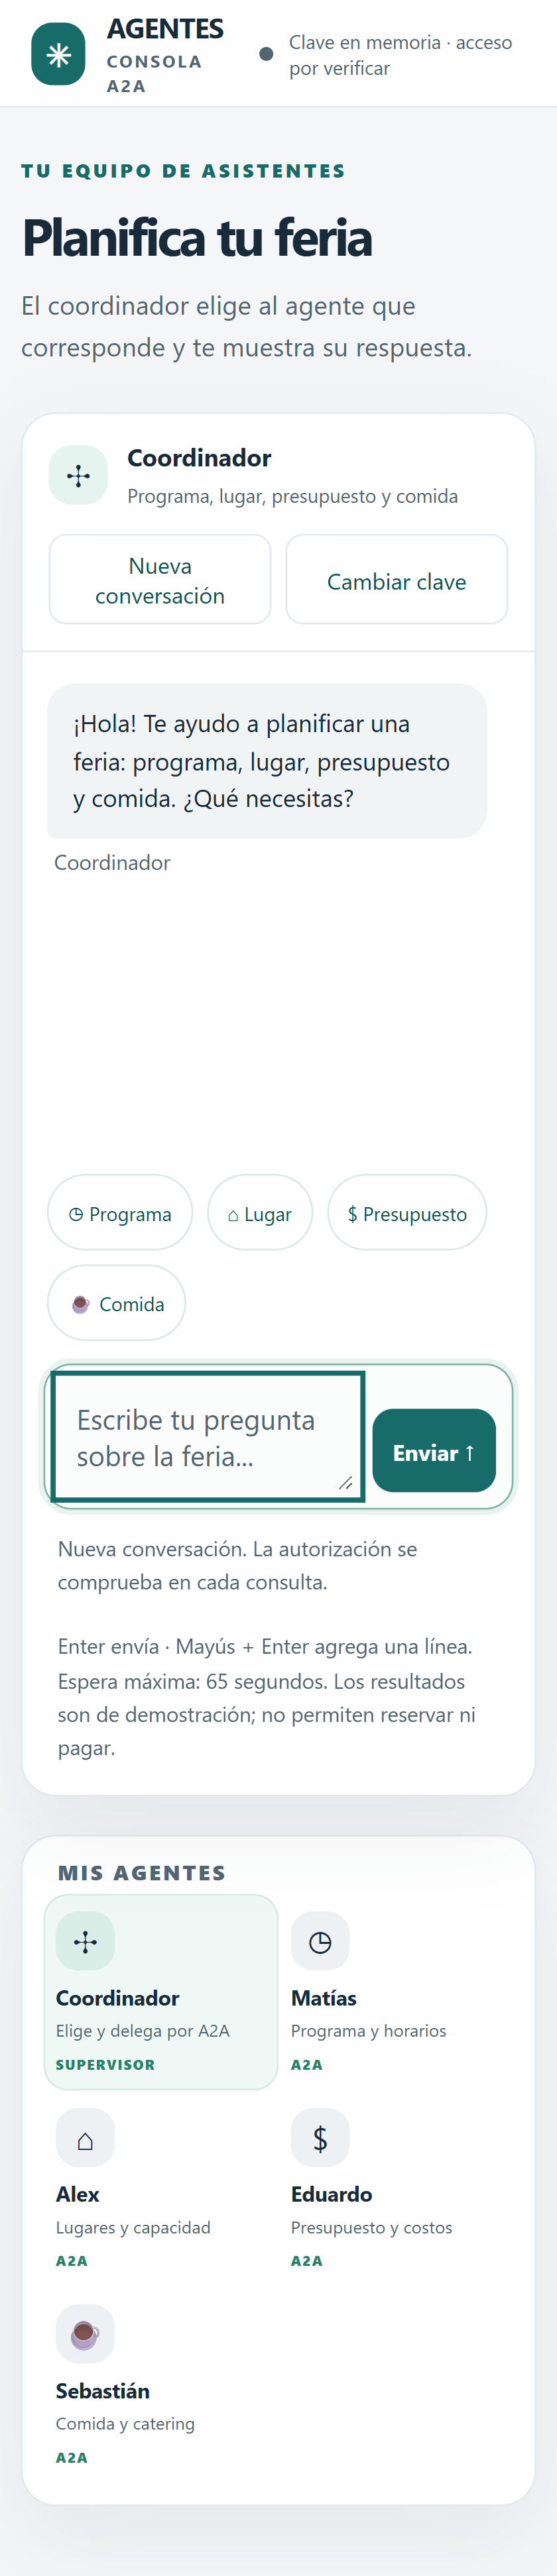 AGENTES
CONSOLA
A2A
Clave en memoria · acceso
por verificar
TU EQUIPO DE ASISTENTES
Planifica tu feria
El coordinador elige al agente que
corresponde y te muestra su respuesta.
Coordinador
Programa, lugar, presupuesto y comida
Nueva
conversación
Cambiar clave
¡Hola! Te ayudo a planificar una
feria: programa, lugar, presupuesto
y comida. ¿Qué necesitas?
Coordinador
Programa
Lugar
$ Presupuesto
Comida
Escribe tu pregunta
sobre la feria...
Enviar ↑
Nueva conversación. La autorización se
comprueba en cada consulta.
Enter envía · Mayús + Enter agrega una línea.
Espera máxima: 65 segundos. Los resultados
son de demostración; no permiten reservar ni
pagar.
MIS AGENTES
Coordinador
Elige y delega por A2A
SUPERVISOR
Matías
Programa y horarios
A2A
Alex
Lugares y capacidad
A2A
$
Eduardo
Presupuesto y costos
A2A
Sebastián
Comida y catering
A2A